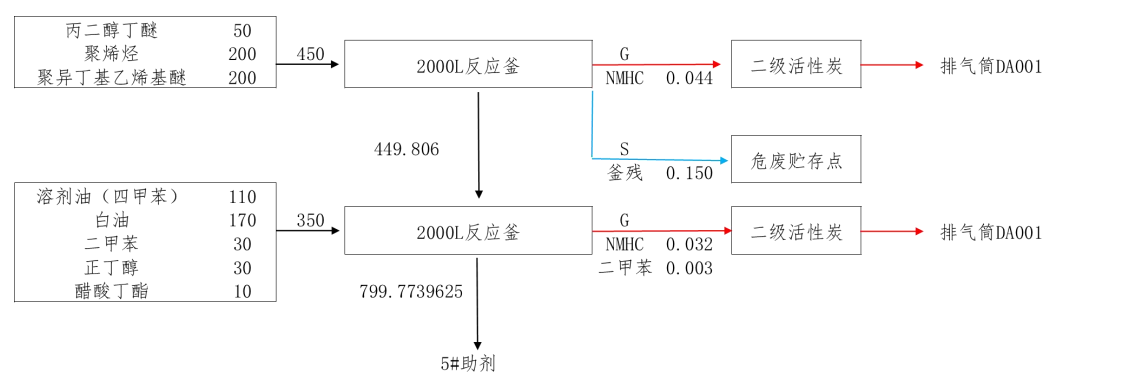 丙二醇丁醚 50
聚烯烃 200
聚异丁基乙烯基醚 200
450
2000L反应釜
G
NMHC 0.044
二级活性炭
排气筒DA001
449.806
S
釜残 0.150
危废贮存点
溶剂油（四甲苯） 110
白油 170
二甲苯 30
正丁醇 30
醋酸丁酯 10
350
2000L反应釜
G
NMHC 0.032
二甲苯 0.003
二级活性炭
排气筒DA001
799.7739625
5#助剂